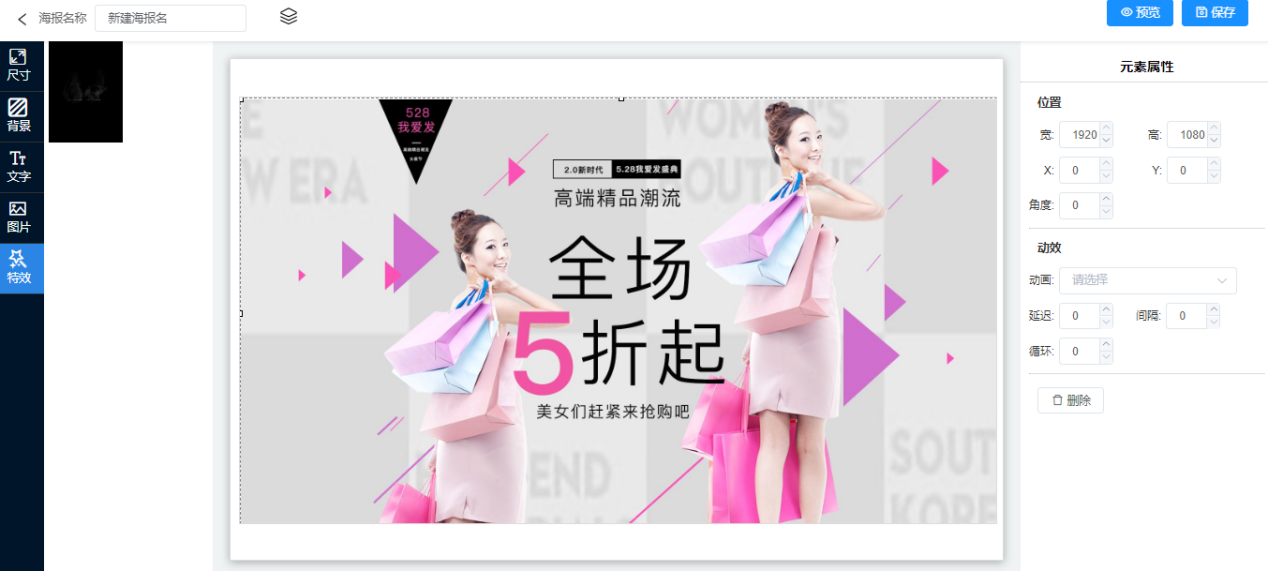 海报名称
新建海报名
预览
保存
尺寸
背景
文字
图片
特效
528
我爱发
2.0新时代
5.28我爱发盛典
高端精品潮流
全场
5折起
美女们赶紧来抢购吧
W ERA
WOMEN'S
END
SOUT
KORE
元素属性
位置
宽: 1920
高: 1080
X: 0
Y: 0
角度: 0
动效
动画: 请选择
延迟: 0
间隔: 0
循环: 0
删除